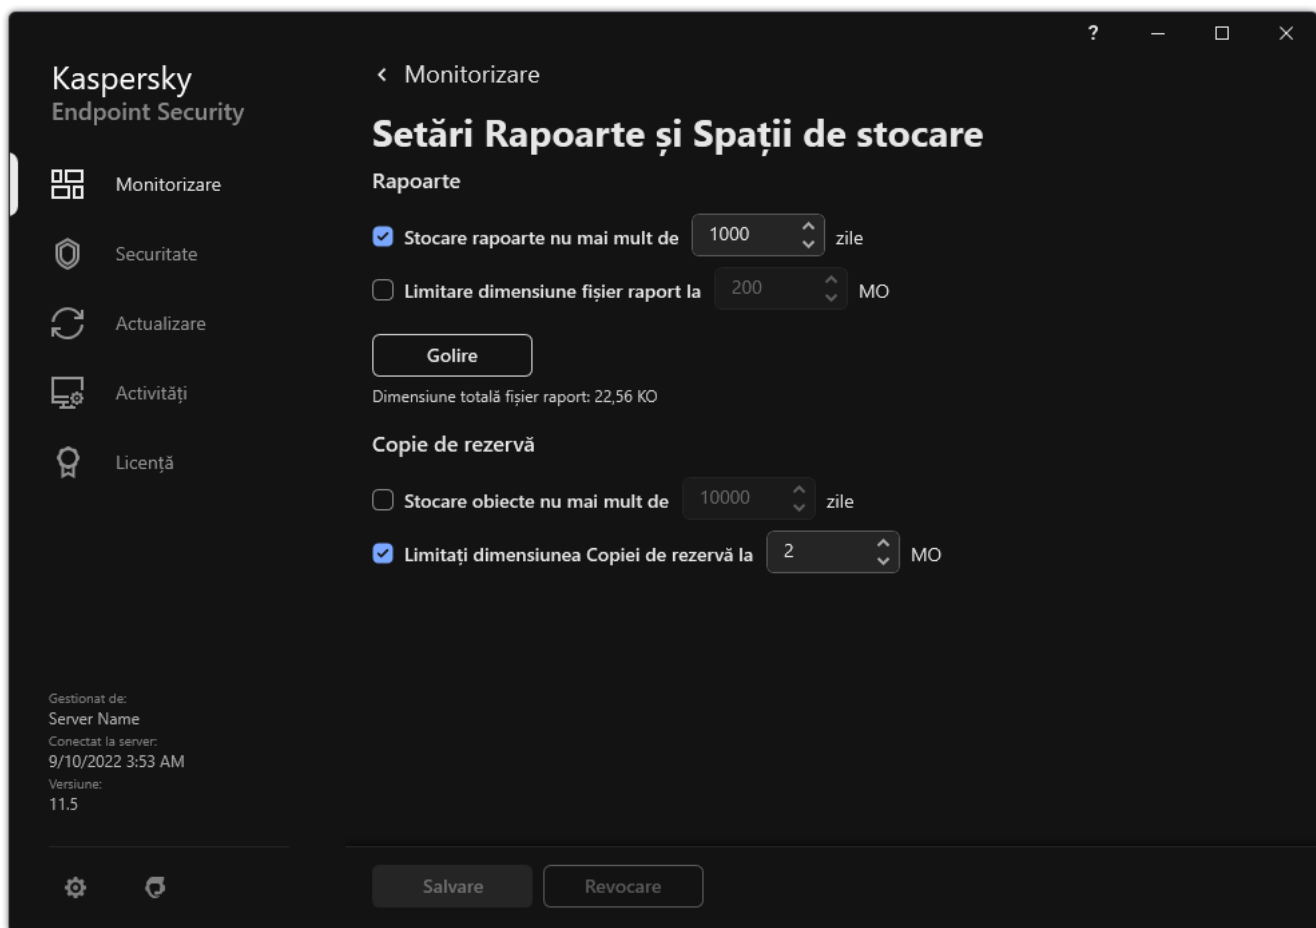 ?
Kaspersky
Endpoint Security
Monitorizare
Securitate
Actualizare
Activități
Licență
Gestionat de:
Server Name
Conectat la server:
9/10/2022 3:53 AM
Versiune:
11.5
Monitorizare
Setări Rapoarte și Spații de stocare
Rapoarte
Stocare rapoarte nu mai mult de 1000 zile
Limitare dimensiune fișier raport la 200 MO
Golire
Dimensiune totală fișier raport: 22,56 KO
Copie de rezervă
Stocare obiecte nu mai mult de 10000 zile
Limitați dimensiunea Copiei de rezervă la 2 MO
Salvare Revocare